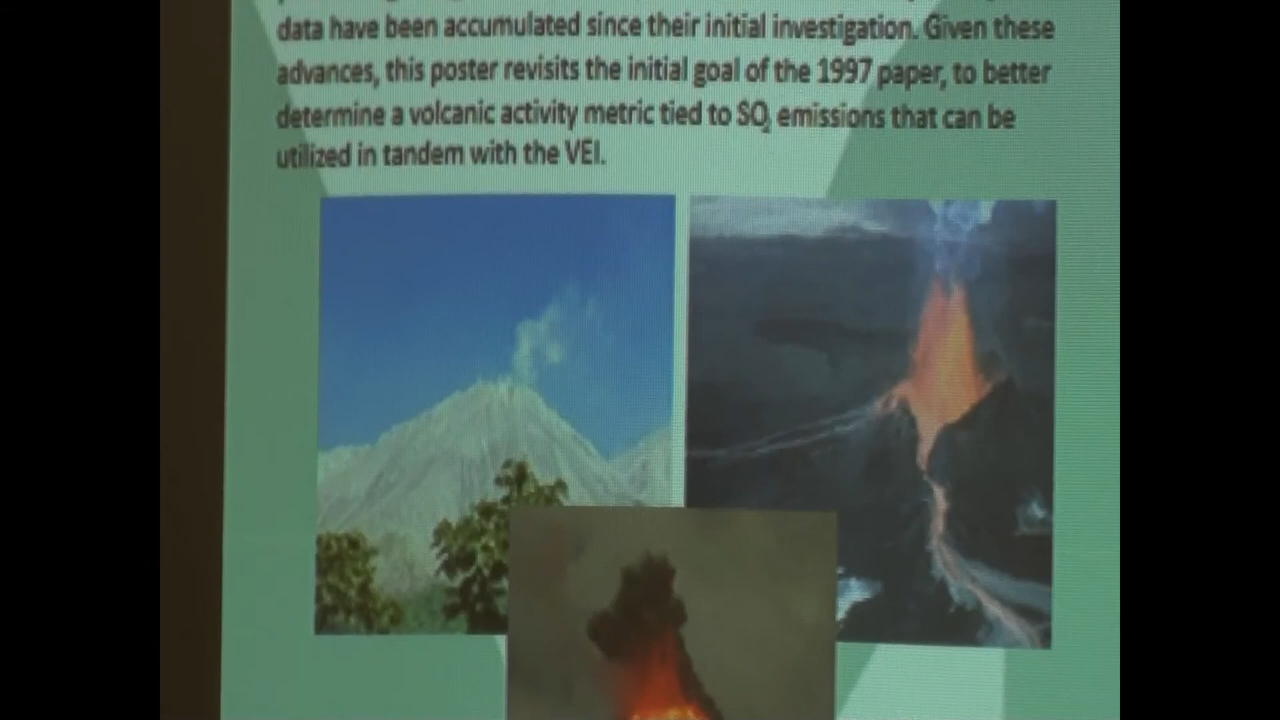 data have been accumulated since their initial investigation. Given these
advances, this poster revisits the initial goal of the 1997 paper, to better
determine a volcanic activity metric tied to SO₂ emissions that can be
utilized in tandem with the VEI.